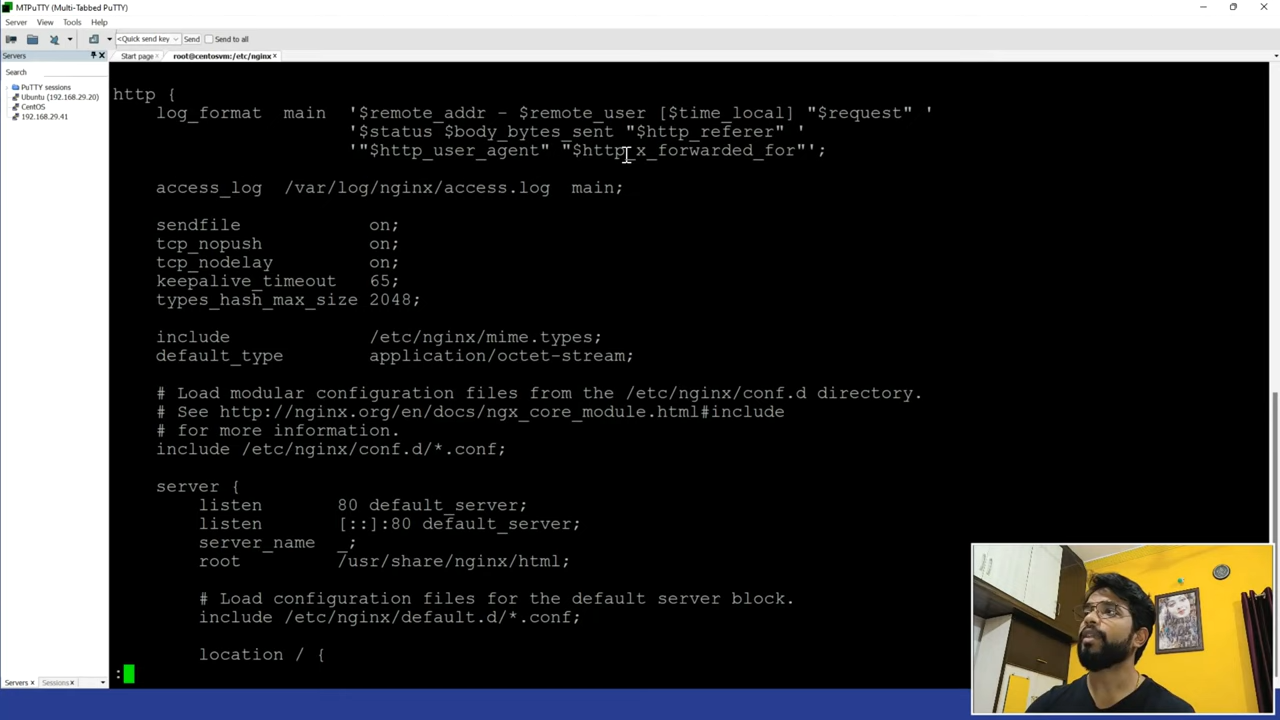 MTPuTTY (Multi-Tabbed PuTTY)
Server View Tools Help
<Quick send key Send Send to all
Servers
Start page
root@centosvm:/etc/nginx
Search
PuTTY sessions
Ubuntu (192.168.29.20)
CentOS
192.168.29.41
http {
log_format main '$remote_addr - $remote_user [$time_local] "$request" '
'$status $body_bytes_sent "$http_referer" '
'"$http_user_agent" "$http_x_forwarded_for"';
access_log /var/log/nginx/access.log main;
sendfile on;
tcp_nopush on;
tcp_nodelay on;
keepalive_timeout 65;
types_hash_max_size 2048;
include /etc/nginx/mime.types;
default_type application/octet-stream;
# Load modular configuration files from the /etc/nginx/conf.d directory.
# See http://nginx.org/en/docs/ngx_core_module.html#include
# for more information.
include /etc/nginx/conf.d/*.conf;
server {
listen 80 default_server;
listen [::]:80 default_server;
server_name _;
root /usr/share/nginx/html;
# Load configuration files for the default server block.
include /etc/nginx/default.d/*.conf;
location / {
:
Servers
Sessions